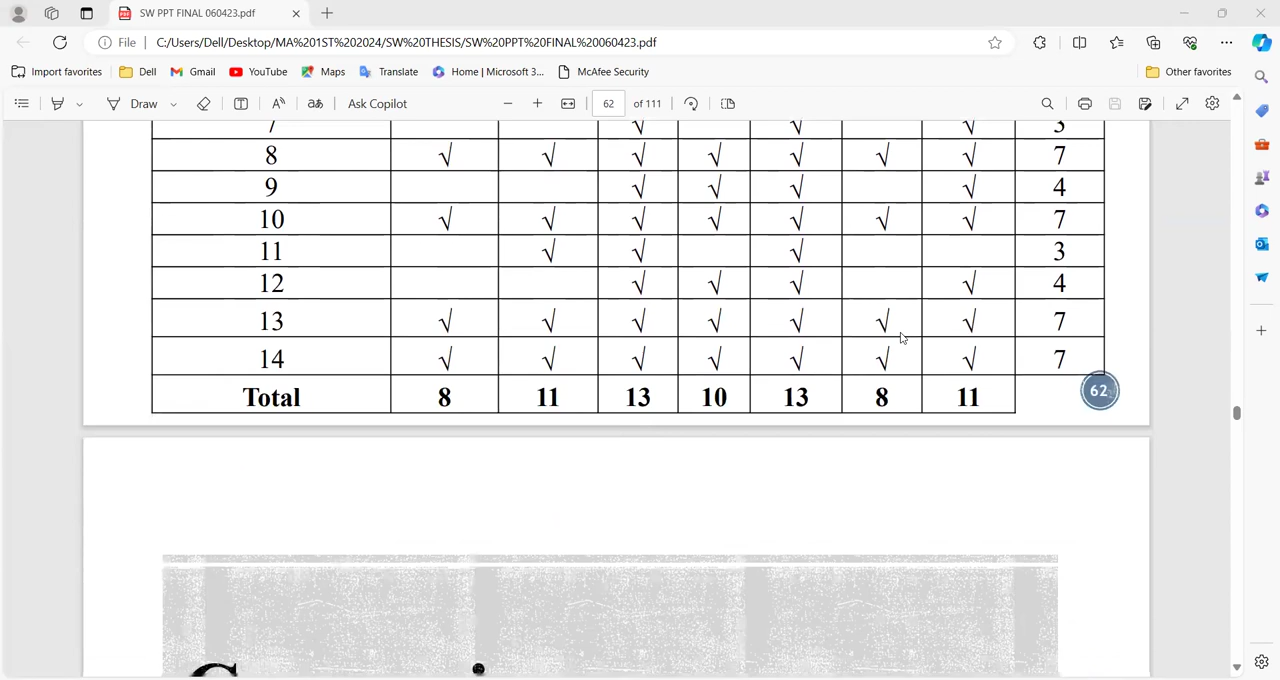 SW PPT FINAL 060423.pdf
File C:/Users/Dell/Desktop/MA%201ST%202024/SW%20THESIS/SW%20PPT%20FINAL%20060423.pdf
Import favorites Dell Gmail YouTube Maps Translate Home | Microsoft 3... McAfee Security Other favorites
Draw Ask Copilot 62 of 111
7 √ √ √ 3
8 √ √ √ √ √ √ √ 7
9 √ √ √ √ 4
10 √ √ √ √ √ √ √ 7
11 √ √ √ 3
12 √ √ √ √ 4
13 √ √ √ √ √ √ √ 7
14 √ √ √ √ √ √ √ 7
Total 8 11 13 10 13 8 11
62